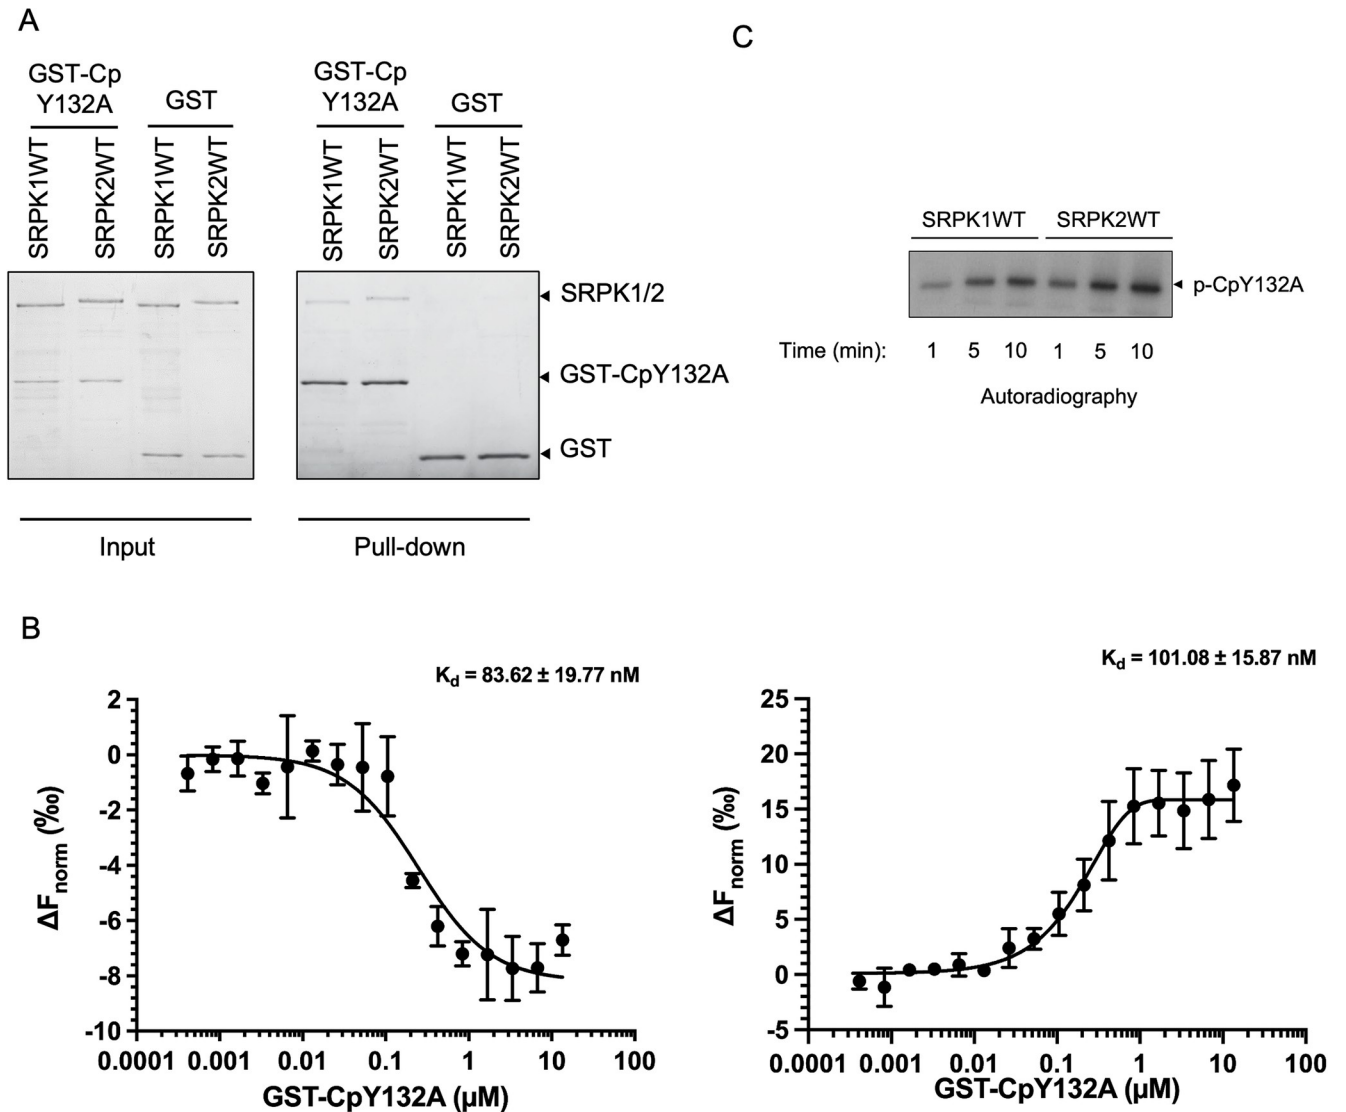 A
GST-Cp
Y132A
GST
SRPK1WT
SRPK2WT
SRPK1WT
SRPK2WT
GST-Cp
Y132A
GST
SRPK1WT
SRPK2WT
SRPK1WT
SRPK2WT
SRPK1/2
GST-CpY132A
GST
Input
Pull-down
C
SRPK1WT SRPK2WT
p-CpY132A
Time (min): 1 5 10 1 5 10
Autoradiography
B
Kd = 83.62 ± 19.77 nM
2
0
-2
-4
-6
-8
-10
ΔFnorm (‰)
0.0001 0.001 0.01 0.1 1 10 100
GST-CpY132A (µM)
Kd = 101.08 ± 15.87 nM
25
20
15
10
5
0
-5
ΔFnorm (‰)
0.0001 0.001 0.01 0.1 1 10 100
GST-CpY132A (µM)